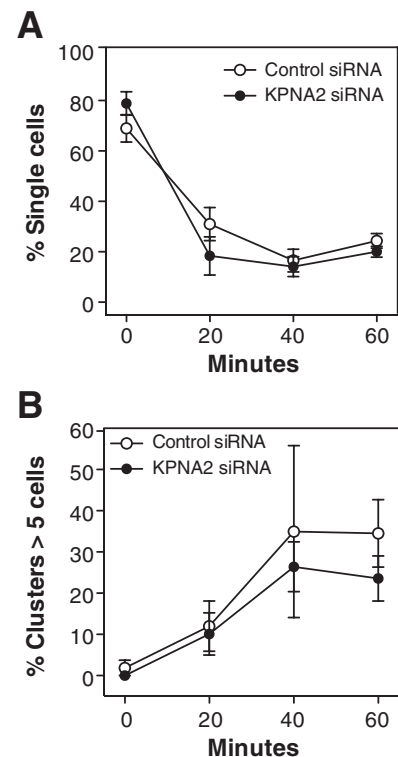 A
100
80
60
40
20
0
% Single cells
Control siRNA
KPNA2 siRNA
0 20 40 60
Minutes
B
60
50
40
30
20
10
0
% Clusters > 5 cells
Control siRNA
KPNA2 siRNA
0 20 40 60
Minutes